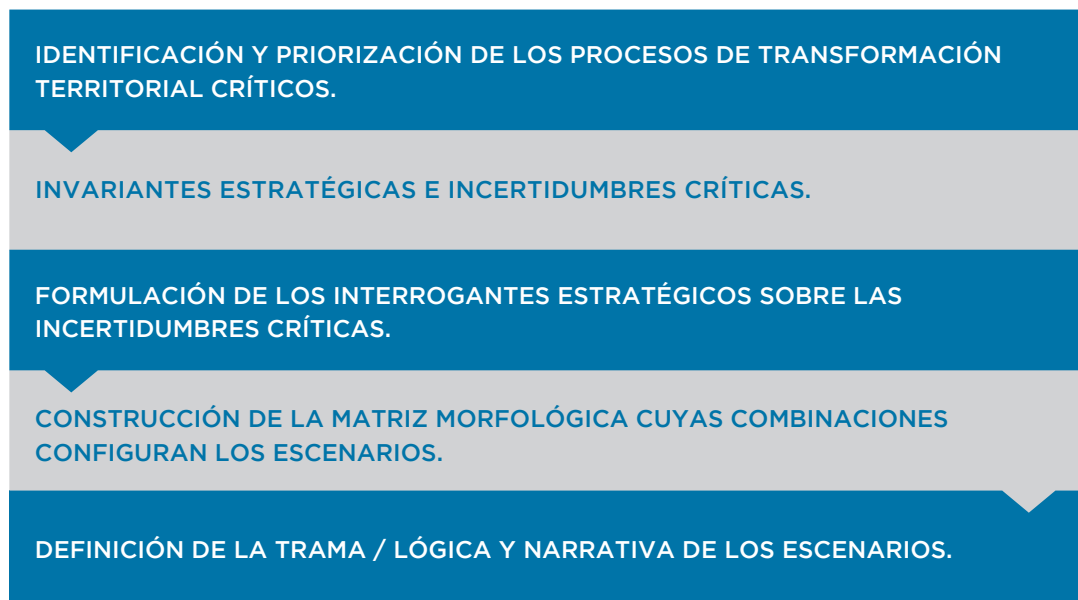 IDENTIFICACIÓN Y PRIORIZACIÓN DE LOS PROCESOS DE TRANSFORMACIÓN
TERRITORIAL CRÍTICOS.
INVARIANTES ESTRATÉGICAS E INCERTIDUMBRES CRÍTICAS.
FORMULACIÓN DE LOS INTERROGANTES ESTRATÉGICOS SOBRE LAS
INCERTIDUMBRES CRÍTICAS.
CONSTRUCCIÓN DE LA MATRIZ MORFOLÓGICA CUYAS COMBINACIONES
CONFIGURAN LOS ESCENARIOS.
DEFINICIÓN DE LA TRAMA / LÓGICA Y NARRATIVA DE LOS ESCENARIOS.